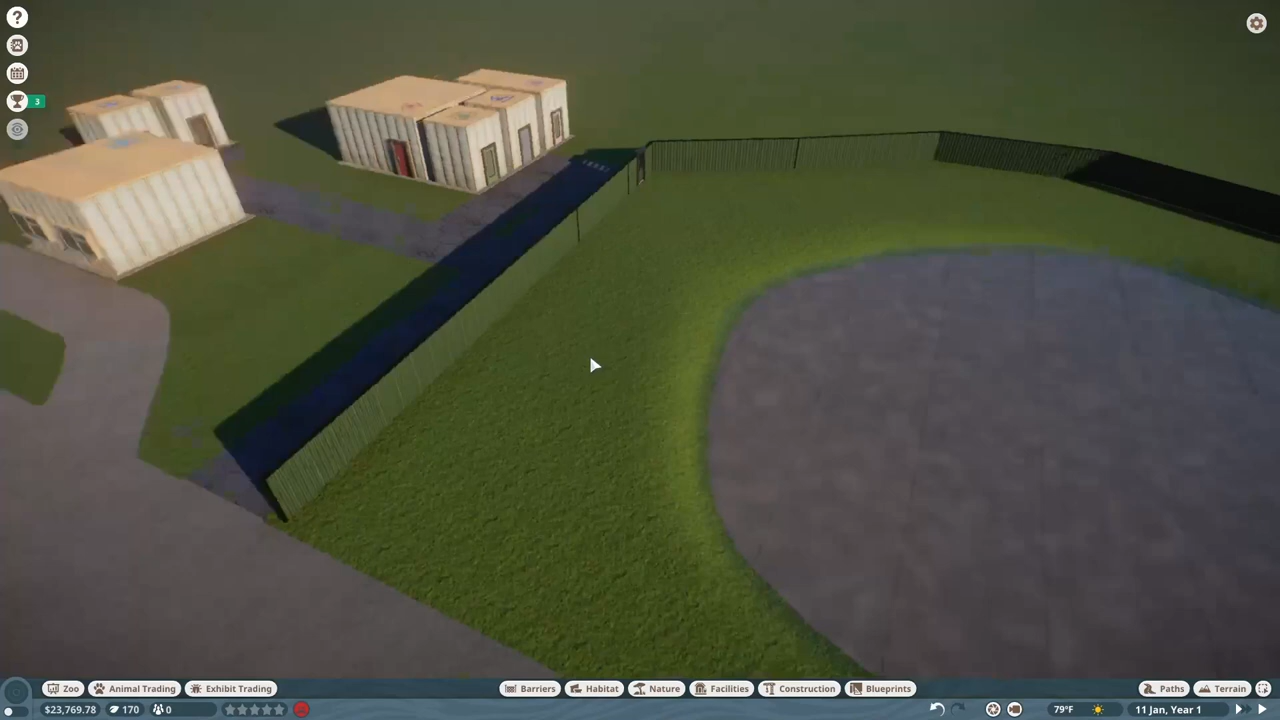 ?
3
Zoo Animal Trading Exhibit Trading Barriers Habitat Nature Facilities Construction Blueprints Paths Terrain
$23,769.78 170 0 79°F 11 Jan, Year 1